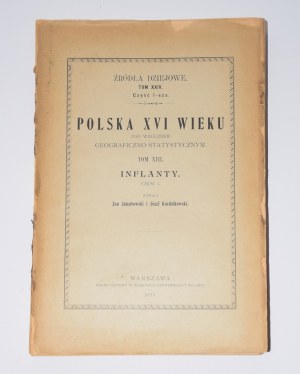 ŹRÓDŁA DZIEJOWE.
TOM XXIV.
Część I-sza.
POLSKA XVI WIEKU
POD WZGLĘDEM
GEOGRAFICZNO-STATYSTYCZNYM
TOM XIII.
INFLANTY.
CZĘŚĆ I.
Jan Jakubowski i Józef Kordzikowski.
WARSZAWA